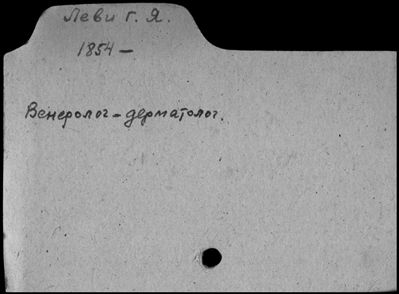 Леви г. Я.
1854 –
Венеролог – дерматолог.